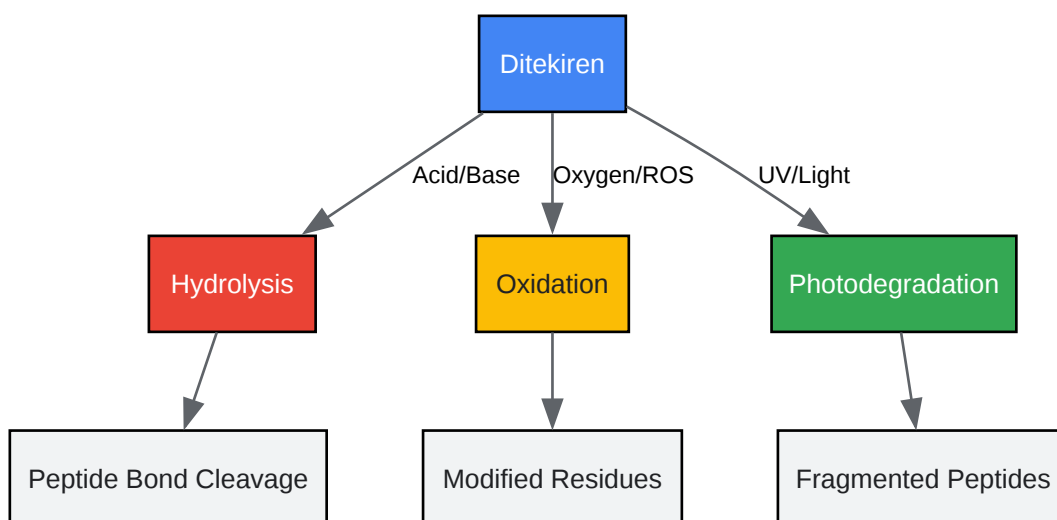 Ditekiren
Acid/Base
Oxygen/ROS
UV/Light
Hydrolysis
Oxidation
Photodegradation
Peptide Bond Cleavage
Modified Residues
Fragmented Peptides